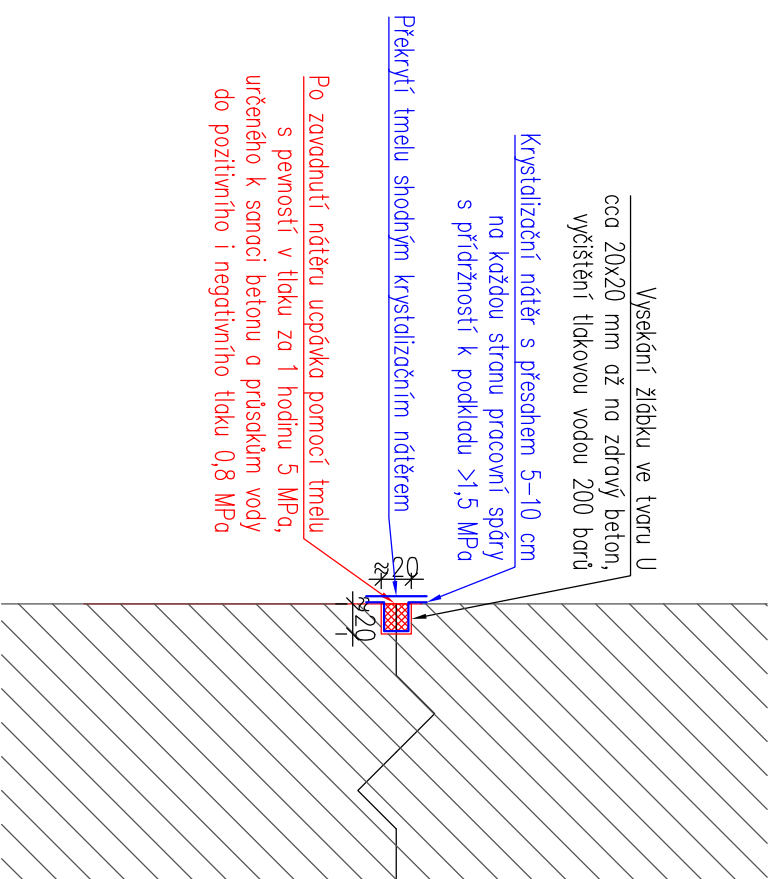 Vysekání žlábku ve tvaru U
cca 20x20 mm až na zdravý beton,
vyčištění tlakovou vodou 200 barů
Krystalizační nátěr s přesahem 5-10 cm
na každou stranu pracovní spáry
s přídržností k podkladu >1,5 MPa
Překrytí tmelu shodným krystalizačním nátěrem
Po zavadnutí nátěru ucpávka pomocí tmelu
s pevností v tlaku za 1 hodinu 5 MPa,
určeného k sanaci betonu a průsakům vody
do pozitivního i negativního tlaku 0,8 MPa
≈20
≈20